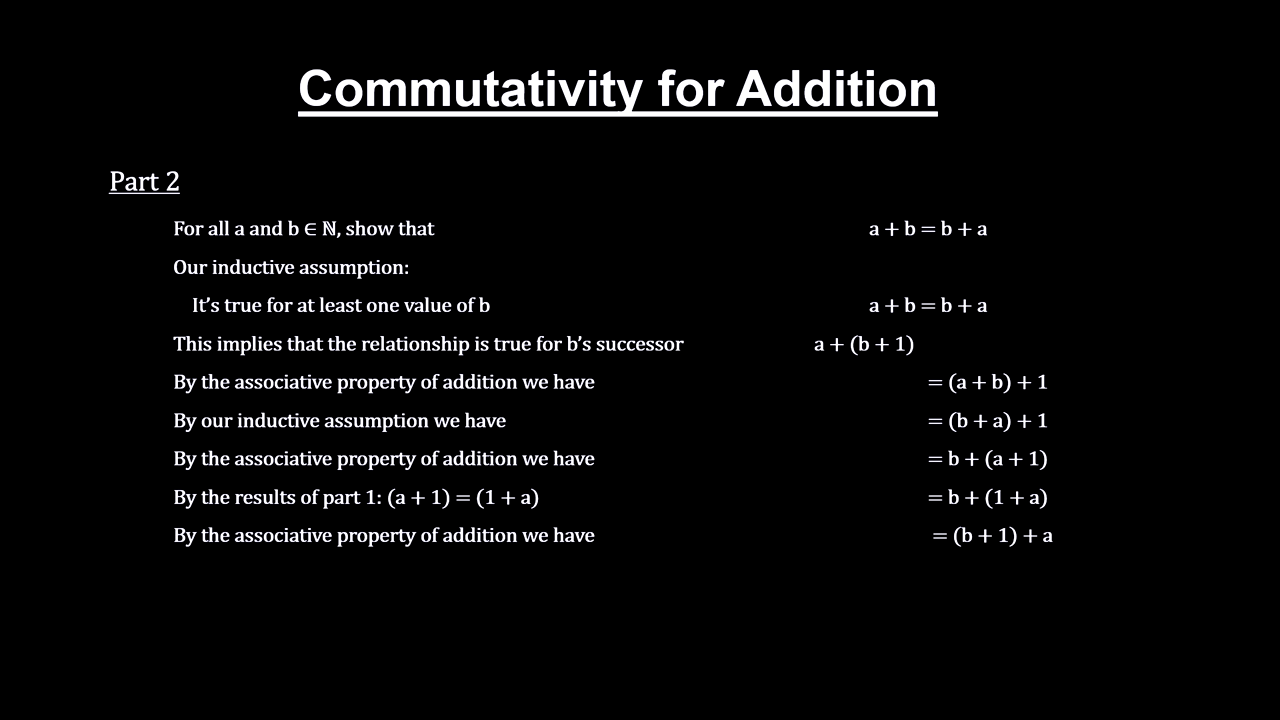 Commutativity for Addition
Part 2
For all a and b ∈ ℕ, show that a + b = b + a
Our inductive assumption:
It’s true for at least one value of b a + b = b + a
This implies that the relationship is true for b’s successor a + (b + 1)
By the associative property of addition we have = (a + b) + 1
By our inductive assumption we have = (b + a) + 1
By the associative property of addition we have = b + (a + 1)
By the results of part 1: (a + 1) = (1 + a) = b + (1 + a)
By the associative property of addition we have = (b + 1) + a